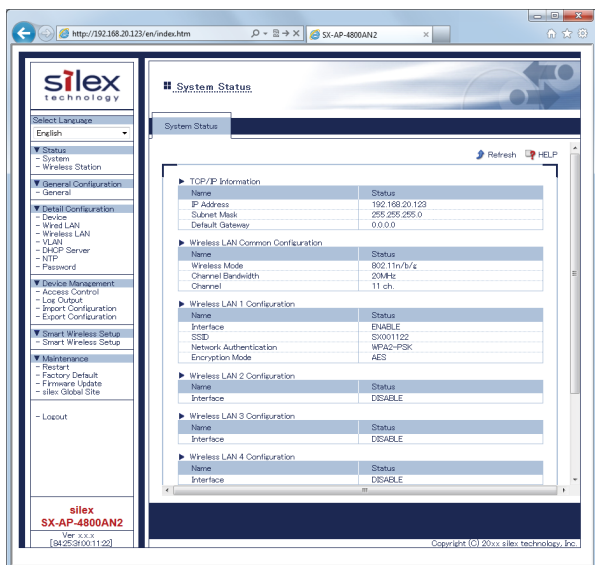 http://192.168.20.123/en/index.htm
SX-AP-4800AN2
silex
technology
System Status
Select Language
English
System Status
▼ Status
- System
- Wireless Station
▼ General Configuration
- General
▼ Detail Configuration
- Device
- Wired LAN
- Wireless LAN
- VLAN
- DHCP Server
- NTP
- Password
▼ Device Management
- Access Control
- Log Output
- Import Configuration
- Export Configuration
▼ Smart Wireless Setup
- Smart Wireless Setup
▼ Maintenance
- Restart
- Factory Default
- Firmware Update
- silex Global Site
- Logout
silex
SX-AP-4800AN2
Ver x.x.x
[84:25:3f:00:11:22]
Refresh HELP
▶ TCP/IP Information
Name Status
IP Address 192.168.20.123
Subnet Mask 255.255.255.0
Default Gateway 0.0.0.0
▶ Wireless LAN Common Configuration
Name Status
Wireless Mode 802.11n/b/g
Channel Bandwidth 20MHz
Channel 11 ch.
▶ Wireless LAN 1 Configuration
Name Status
Interface ENABLE
SSID SX001122
Network Authentication WPA2-PSK
Encryption Mode AES
▶ Wireless LAN 2 Configuration
Name Status
Interface DISABLE
▶ Wireless LAN 3 Configuration
Name Status
Interface DISABLE
▶ Wireless LAN 4 Configuration
Name Status
Interface DISABLE
Copyright (C) 20xx silex technology, Inc.